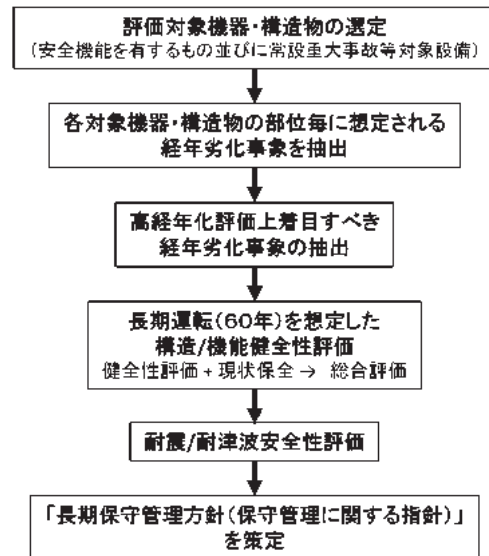 評価対象機器・構造物の選定
(安全機能を有するもの並びに常設重大事故等対象設備)
各対象機器・構造物の部位毎に想定される
経年劣化事象を抽出
高経年化評価上着目すべき
経年劣化事象の抽出
長期運転(60年)を想定した
構造/機能健全性評価
健全性評価+現状保全→ 総合評価
耐震/耐津波安全性評価
「長期保守管理方針(保守管理に関する指針)」
を策定